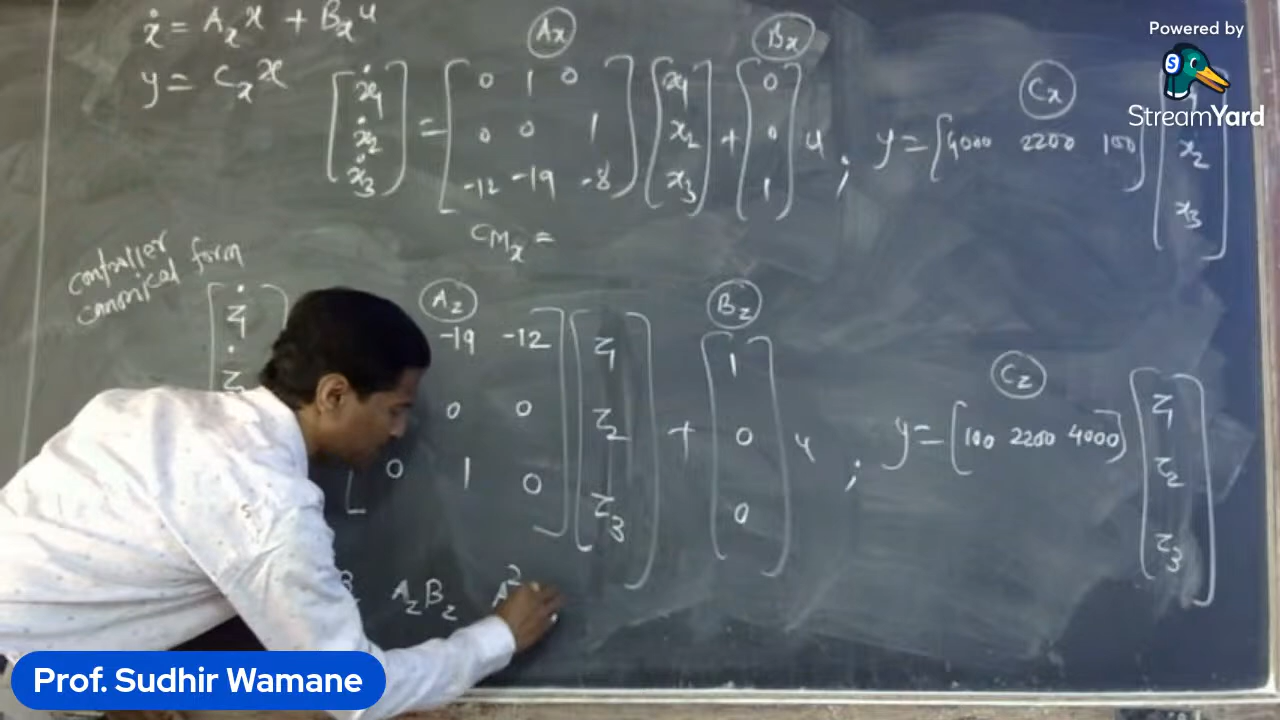 ẋ = Aₓx + Bₓu
y = Cₓx
Aₓ
Bₓ
Cₓ
[ẋ₁ ẋ₂ ẋ₃] = [0 1 0
0 0 1
-12 -19 -8] [x₁ x₂ x₃] + [0 0 1] u ; y = [4000 2200 100] [x₂ x₃]
CMₓ =
controller canonical form
A_z
B_z
C_z
[ż₁ ż
-19 -12
0 0
0 1 0] [z₁ z₂ z₃] + [1 0 0] u ; y = [100 2200 4000] [z₁ z₂ z₃]
A_zB_z A²
Powered by
StreamYard
Prof. Sudhir Wamane